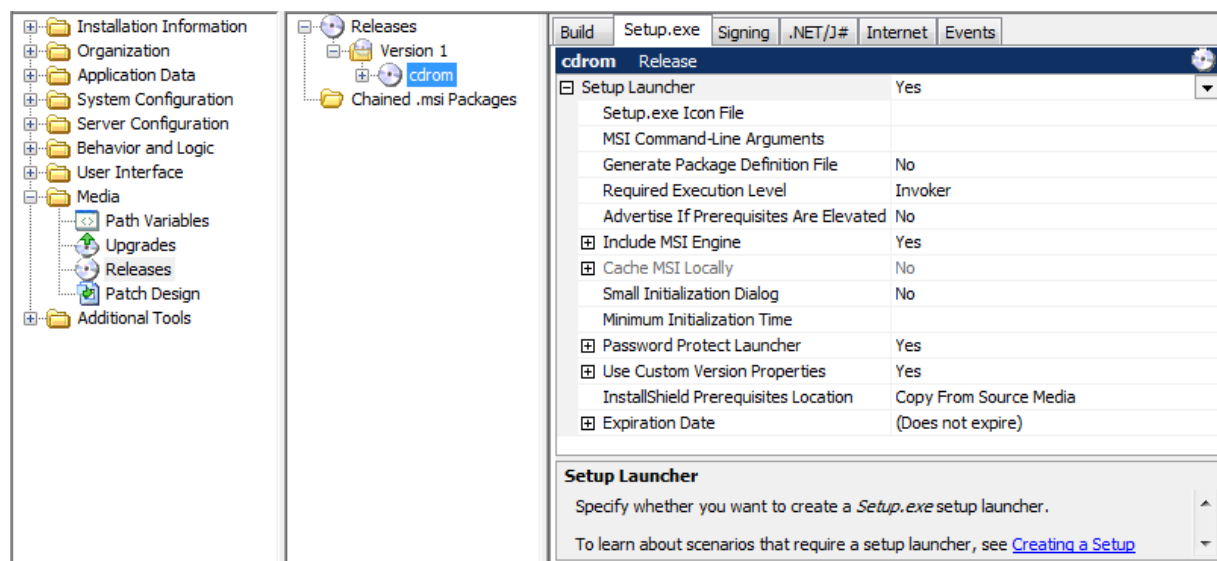 Installation Information
Organization
Application Data
System Configuration
Server Configuration
Behavior and Logic
User Interface
Media
Path Variables
Upgrades
Releases
Patch Design
Additional Tools
Releases
Version 1
cdrom
Chained .msi Packages
Build Setup.exe Signing .NET/J# Internet Events
cdrom Release
Setup Launcher Yes
Setup.exe Icon File
MSI Command-Line Arguments
Generate Package Definition File No
Required Execution Level Invoker
Advertise If Prerequisites Are Elevated No
Include MSI Engine Yes
Cache MSI Locally No
Small Initialization Dialog No
Minimum Initialization Time
Password Protect Launcher Yes
Use Custom Version Properties Yes
InstallShield Prerequisites Location Copy From Source Media
Expiration Date (Does not expire)
Setup Launcher
Specify whether you want to create a Setup.exe setup launcher.
To learn about scenarios that require a setup launcher, see Creating a Setup